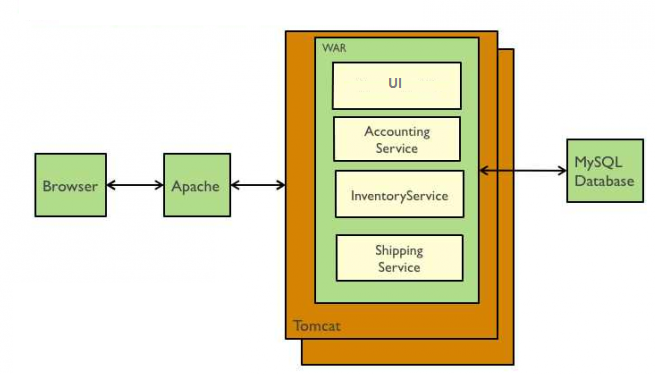 WAR
UI
Accounting
Service
Browser
Apache
InventoryService
MySQL
Database
Shipping
Service
Tomcat